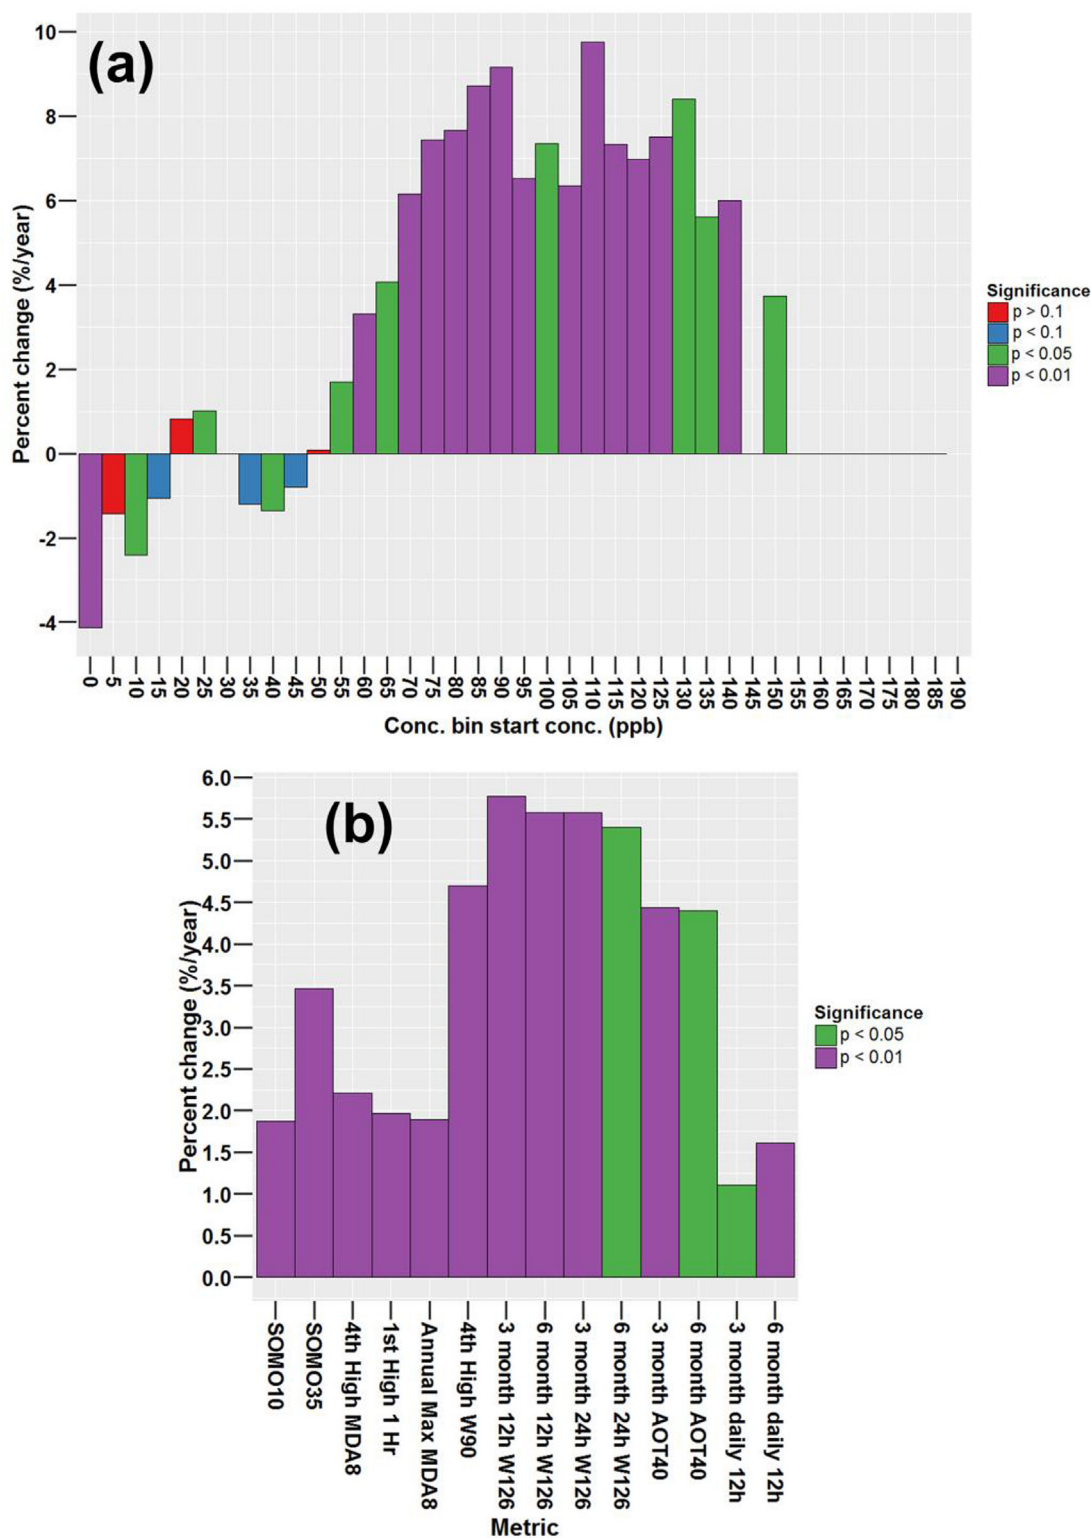 (a)
10
8
6
4
2
0
-2
-4
Percent change (%/year)
0 5 10 15 20 25 30 35 40 45 50 55 60 65 70 75 80 85 90 95 100 105 110 115 120 125 130 135 140 145 150 155 160 165 170 175 180 185 190
Conc. bin start conc. (ppb)
Significance
p > 0.1
p < 0.1
p < 0.05
p < 0.01
(b)
6.0
5.5
5.0
4.5
4.0
3.5
3.0
2.5
2.0
1.5
1.0
0.5
0.0
Percent change (%/year)
SOMO10
SOMO35
4th High MDA8
1st High 1 Hr
Annual Max MDA8
4th High W90
3 month 12h W126
6 month 12h W126
3 month 24h W126
6 month 24h W126
3 month AOT40
6 month AOT40
3 month daily 12h
6 month daily 12h
Metric
Significance
p < 0.05
p < 0.01